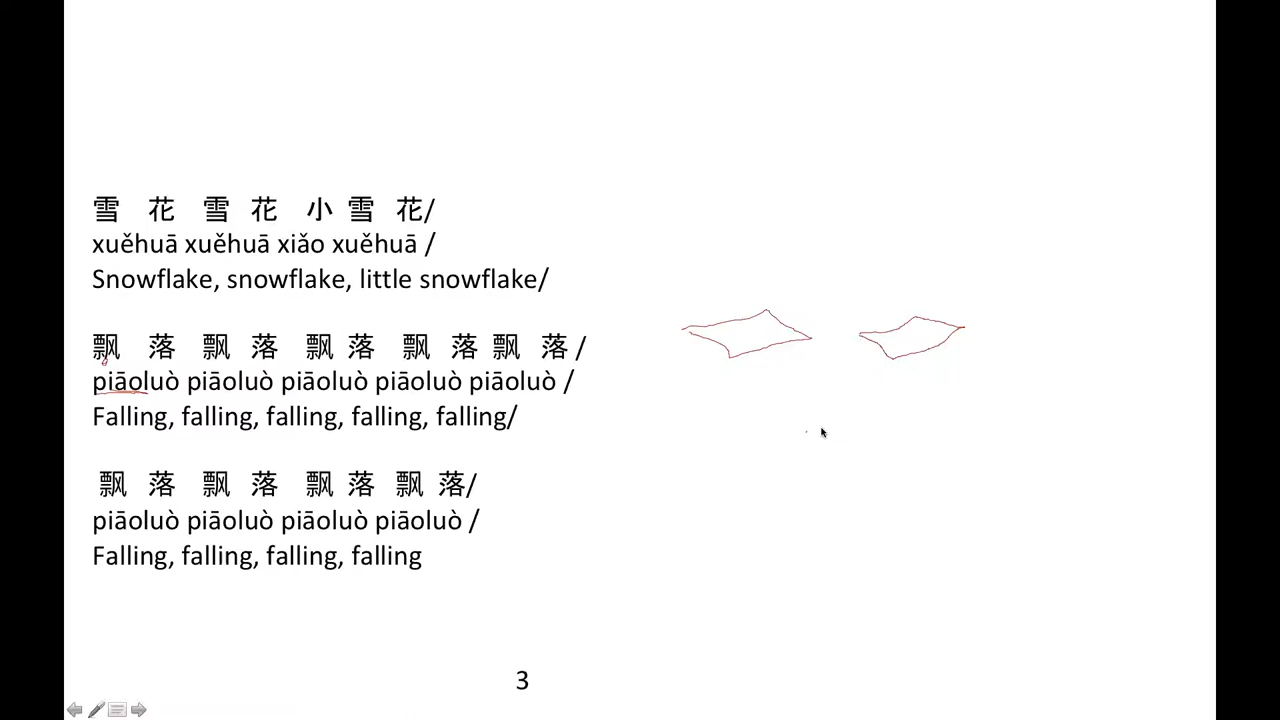 雪 花 雪 花 小 雪 花/
xuěhuā xuěhuā xiǎo xuěhuā /
Snowflake, snowflake, little snowflake/
飘 落 飘 落 飘 落 飘 落 飘 落 /
piāoluò piāoluò piāoluò piāoluò piāoluò /
Falling, falling, falling, falling, falling/
飘 落 飘 落 飘 落 飘 落/
piāoluò piāoluò piāoluò piāoluò /
Falling, falling, falling, falling
3